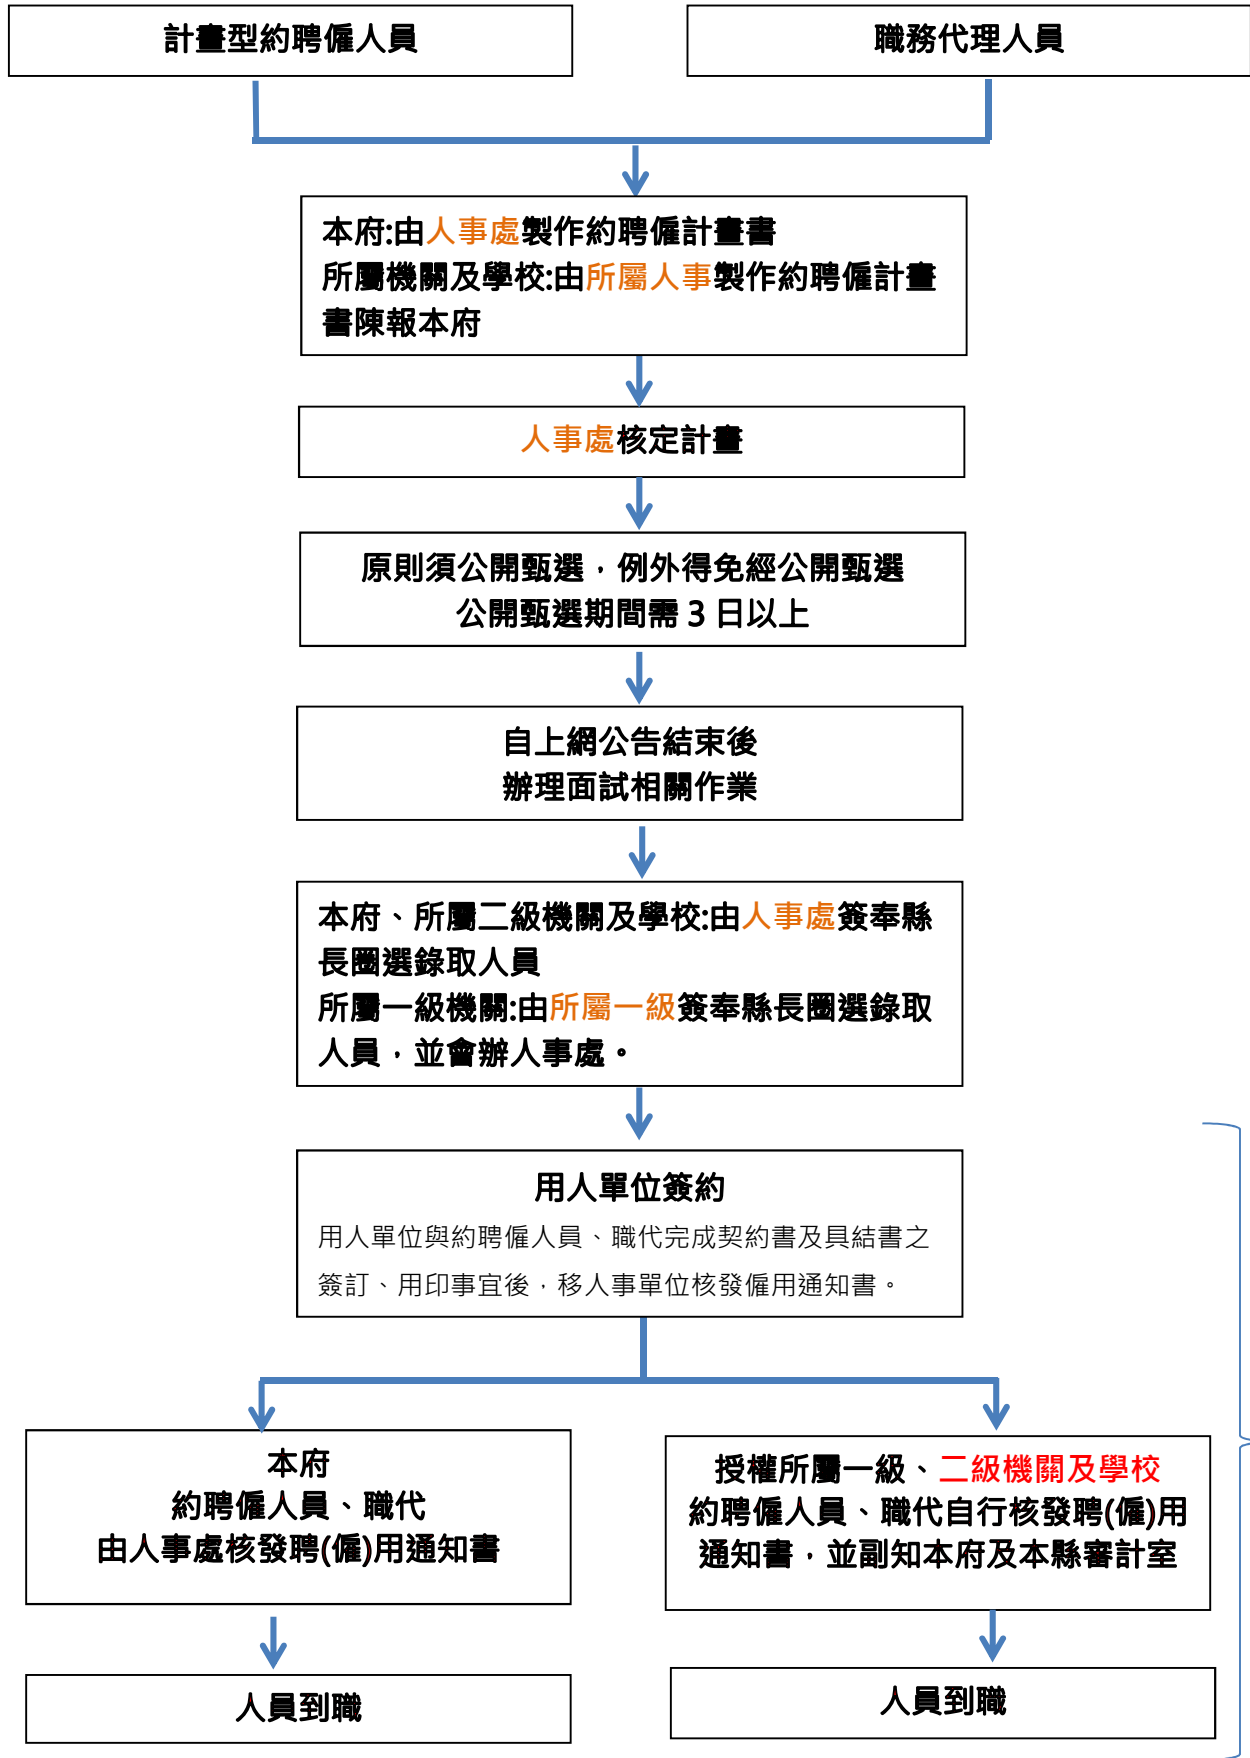 計畫型約聘僱人員
職務代理人員
本府:由人事處製作約聘僱計畫書
所屬機關及學校:由所屬人事製作約聘僱計畫
書陳報本府
人事處核定計畫
原則須公開甄選，例外得免經公開甄選
公開甄選期間需 3 日以上
自上網公告結束後
辦理面試相關作業
本府、所屬二級機關及學校:由人事處簽奉縣
長圈選錄取人員
所屬一級機關:由所屬一級簽奉縣長圈選錄取
人員，並會辦人事處。
用人單位簽約
用人單位與約聘僱人員、職代完成契約書及具結書之
簽訂、用印事宜後，移人事單位核發僱用通知書。
本府
約聘僱人員、職代
由人事處核發聘(僱)用通知書
授權所屬一級、二級機關及學校
約聘僱人員、職代自行核發聘(僱)用
通知書，並副知本府及本縣審計室
人員到職
人員到職